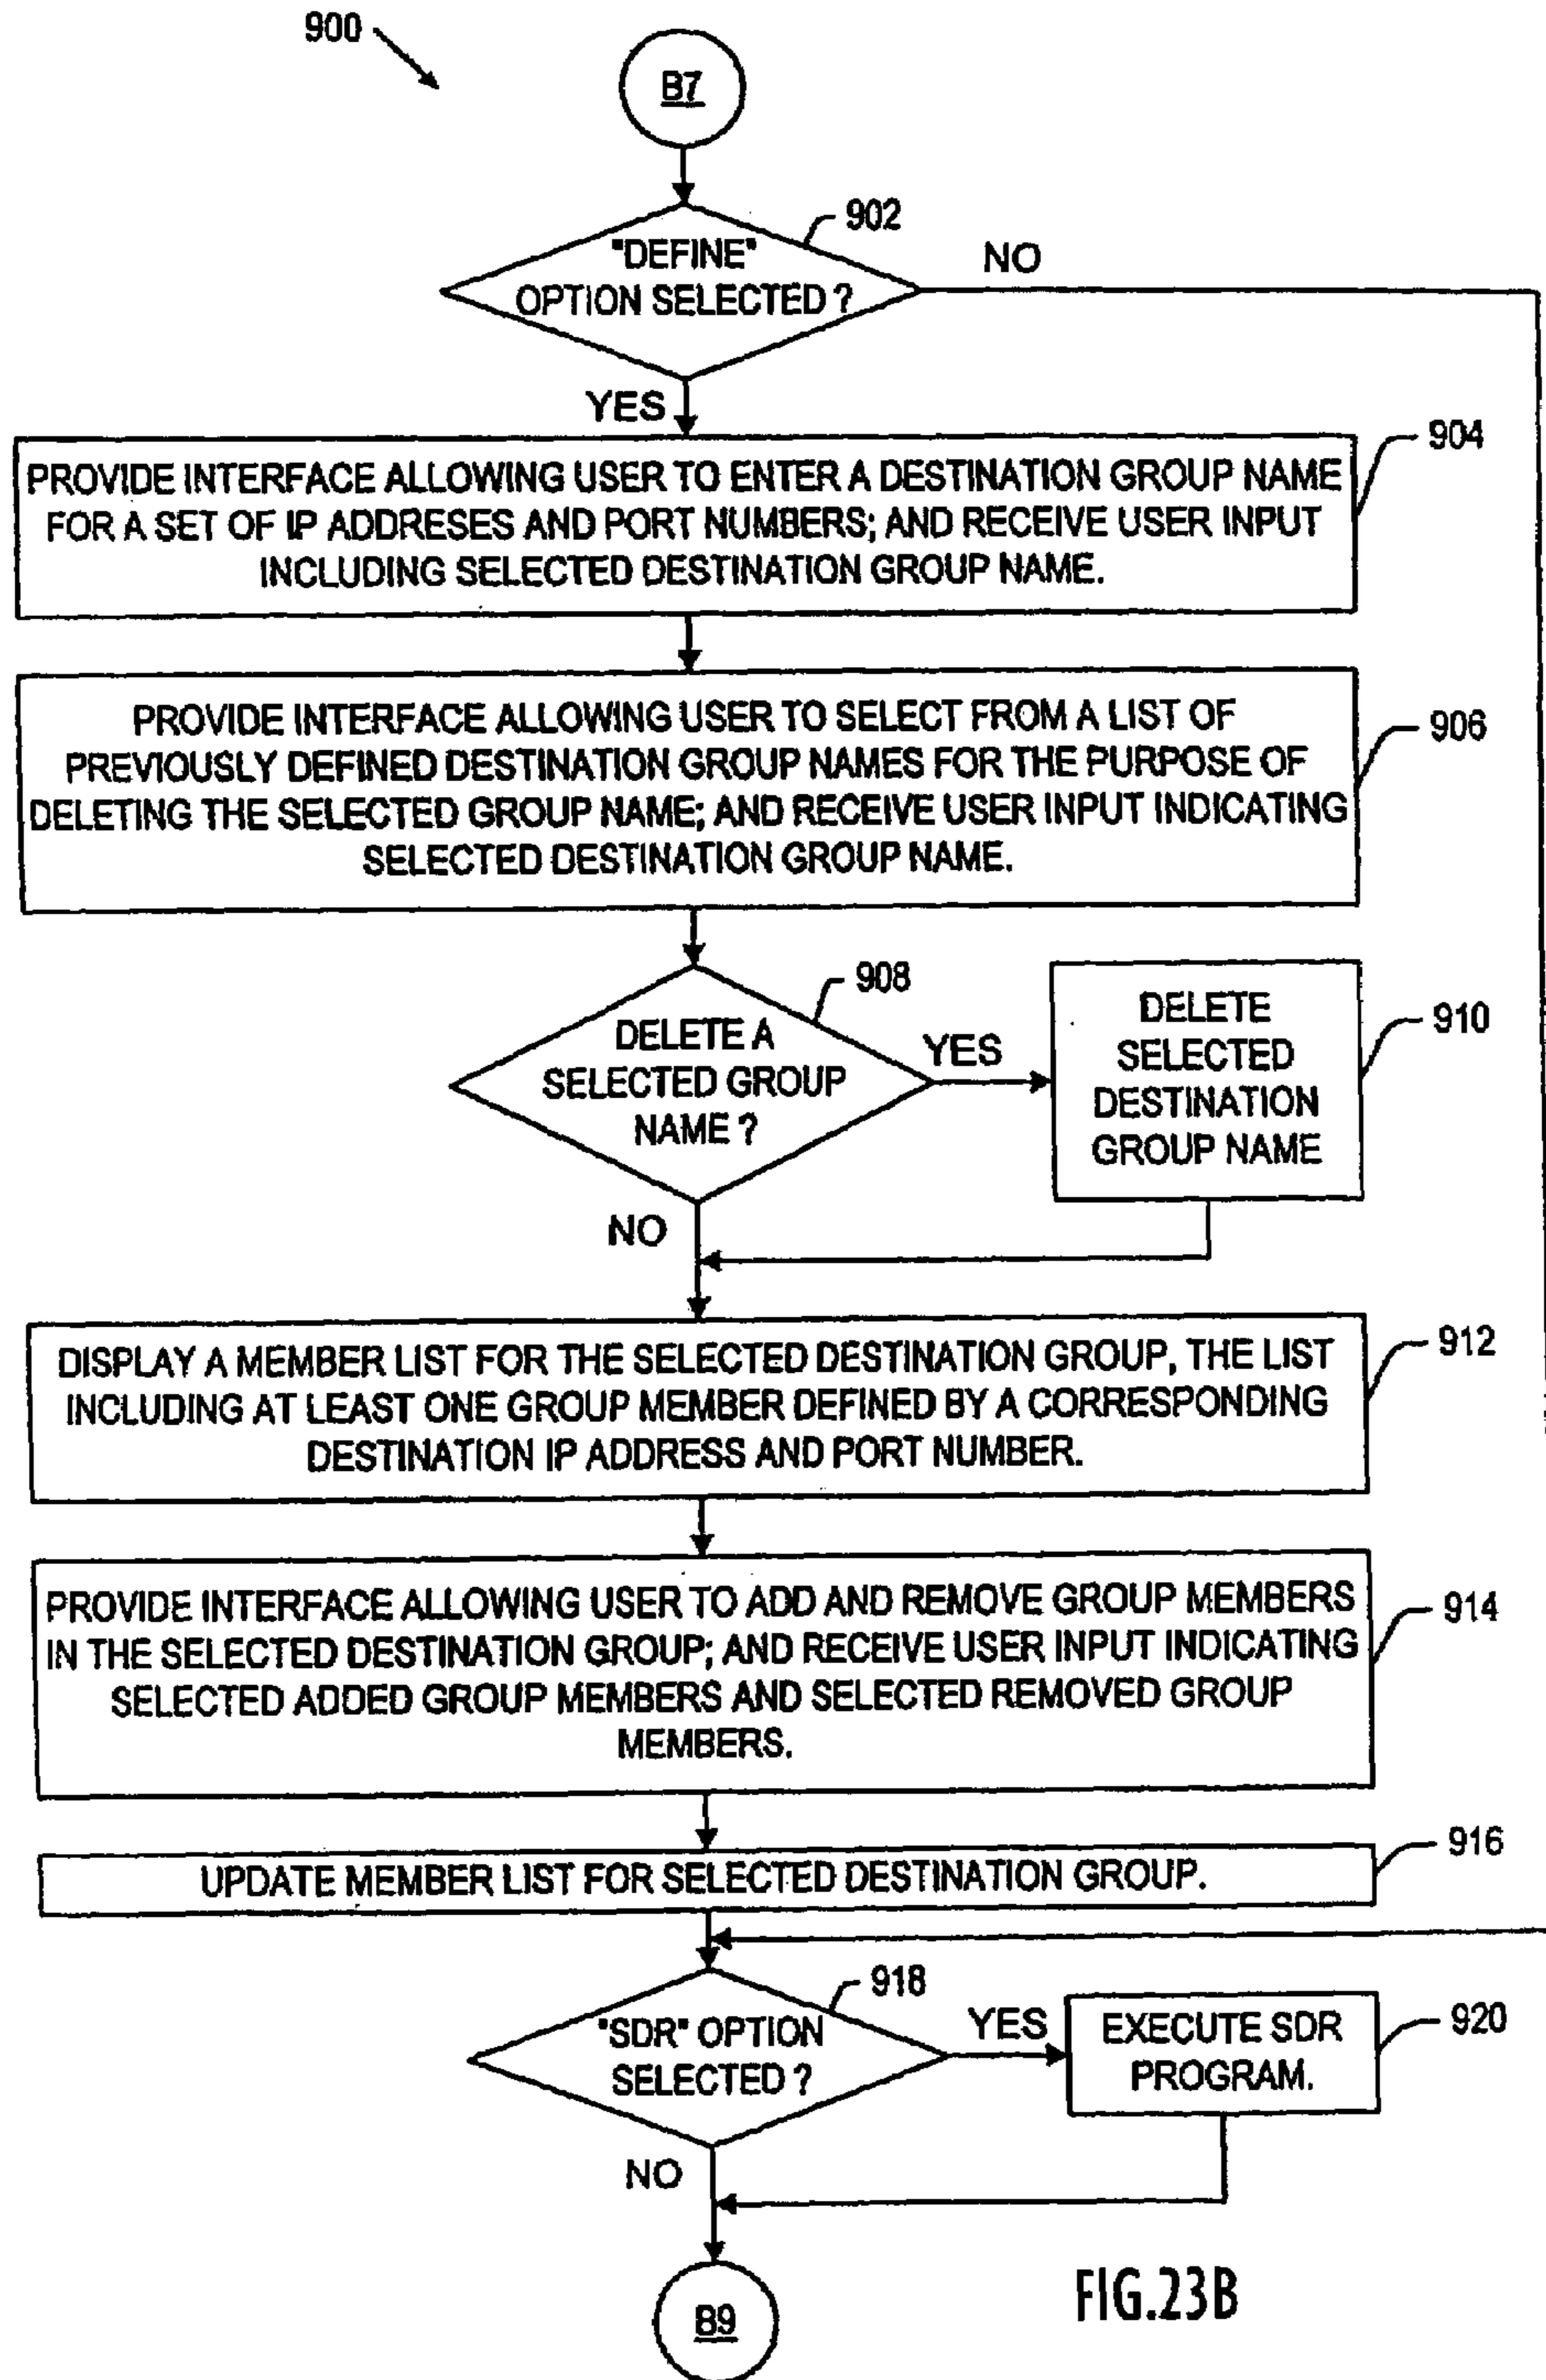 900
B7
902
"DEFINE"
OPTION SELECTED ?
NO
YES
904
PROVIDE INTERFACE ALLOWING USER TO ENTER A DESTINATION GROUP NAME
FOR A SET OF IP ADDRESES AND PORT NUMBERS; AND RECEIVE USER INPUT
INCLUDING SELECTED DESTINATION GROUP NAME.
906
PROVIDE INTERFACE ALLOWING USER TO SELECT FROM A LIST OF
PREVIOUSLY DEFINED DESTINATION GROUP NAMES FOR THE PURPOSE OF
DELETING THE SELECTED GROUP NAME; AND RECEIVE USER INPUT INDICATING
SELECTED DESTINATION GROUP NAME.
908
DELETE A
SELECTED GROUP
NAME ?
YES
DELETE
SELECTED
DESTINATION
GROUP NAME
910
NO
912
DISPLAY A MEMBER LIST FOR THE SELECTED DESTINATION GROUP, THE LIST
INCLUDING AT LEAST ONE GROUP MEMBER DEFINED BY A CORRESPONDING
DESTINATION IP ADDRESS AND PORT NUMBER.
914
PROVIDE INTERFACE ALLOWING USER TO ADD AND REMOVE GROUP MEMBERS
IN THE SELECTED DESTINATION GROUP; AND RECEIVE USER INPUT INDICATING
SELECTED ADDED GROUP MEMBERS AND SELECTED REMOVED GROUP
MEMBERS.
916
UPDATE MEMBER LIST FOR SELECTED DESTINATION GROUP.
918
"SDR" OPTION
SELECTED ?
YES
EXECUTE SDR
PROGRAM.
920
NO
B9
FIG.23B